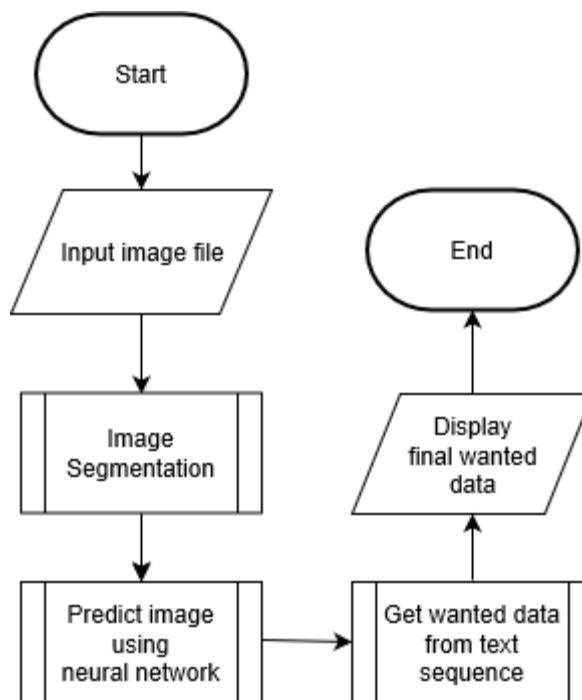 Start
Input image file
Image
Segmentation
Predict image
using
neural network
Get wanted data
from text
sequence
Display
final wanted
data
End